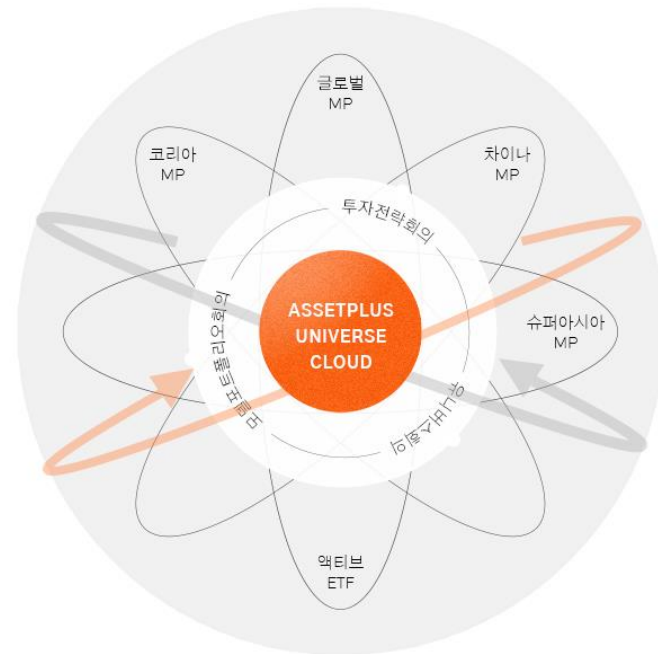 글로벌
MP
코리아
MP
차이나
MP
투자전략회의
ASSETPLUS
UNIVERSE
CLOUD
슈퍼아시아
MP
모델포트폴리오회의
유니버스회의
액티브
ETF